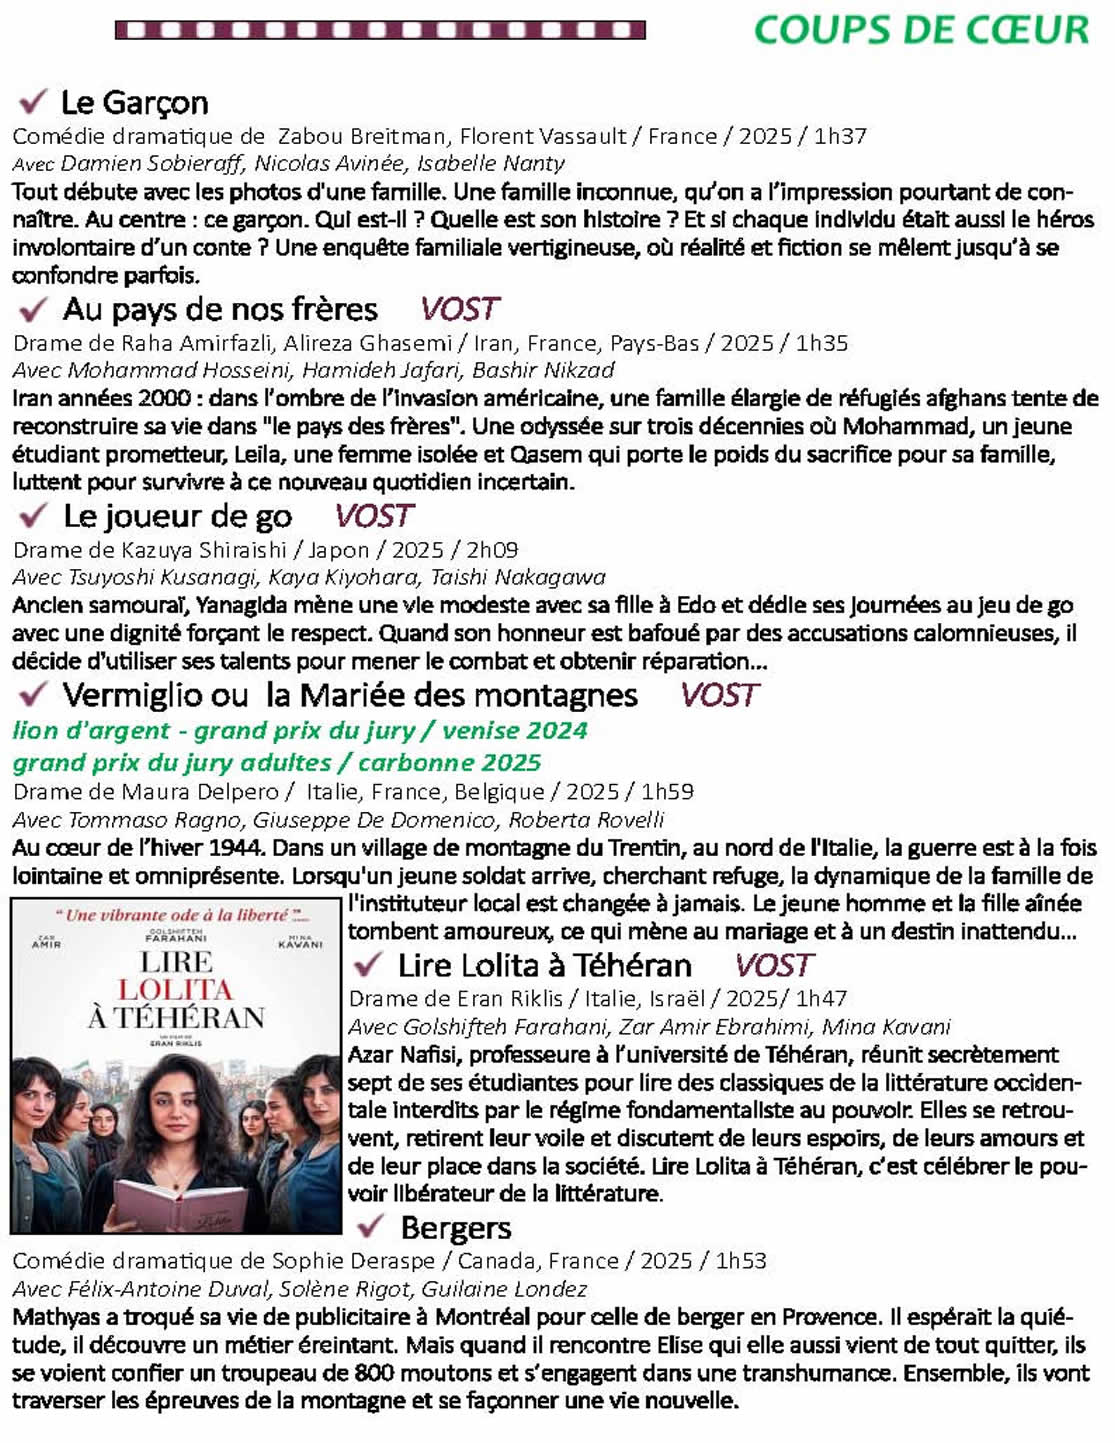 COUPS DE CŒUR
Le Garçon
Comédie dramatique de Zabou Breitman, Florent Vassault / France / 2025 / 1h37
Avec Damien Sobieraff, Nicolas Avinée, Isabelle Nanty
Tout débute avec les photos d'une famille. Une famille inconnue, qu’on a l’impression pourtant de con-
naître. Au centre : ce garçon. Qui est-il ? Quelle est son histoire ? Et si chaque individu était aussi le héros
involontaire d’un conte ? Une enquête familiale vertigineuse, où réalité et fiction se mêlent jusqu’à se
confondre parfois.
Au pays de nos frères VOST
Drame de Raha Amirfazli, Alireza Ghasemi / Iran, France, Pays-Bas / 2025 / 1h35
Avec Mohammad Hosseini, Hamideh Jafari, Bashir Nikzad
Iran années 2000 : dans l’ombre de l’invasion américaine, une famille élargie de réfugiés afghans tente de
reconstruire sa vie dans "le pays des frères". Une odyssée sur trois décennies où Mohammad, un jeune
étudiant prometteur, Leila, une femme isolée et Qasem qui porte le poids du sacrifice pour sa famille,
luttent pour survivre à ce nouveau quotidien incertain.
Le joueur de go VOST
Drame de Kazuya Shiraishi / Japon / 2025 / 2h09
Avec Tsuyoshi Kusanagi, Kaya Kiyohara, Taishi Nakagawa
Ancien samouraï, Yanagida mène une vie modeste avec sa fille à Edo et dédie ses journées au jeu de go
avec une dignité forçant le respect. Quand son honneur est bafoué par des accusations calomnieuses, il
décide d’utiliser ses talents pour mener le combat et obtenir réparation...
Vermiglio ou la Mariée des montagnes VOST
lion d'argent - grand prix du jury / venise 2024
grand prix du jury adultes / carbonne 2025
Drame de Maura Delpero / Italie, France, Belgique / 2025 / 1h59
Avec Tommaso Ragno, Giuseppe De Domenico, Roberta Rovelli
Au cœur de l’hiver 1944. Dans un village de montagne du Trentin, au nord de l'Italie, la guerre est à la fois
lointaine et omniprésente. Lorsqu'un jeune soldat arrive, cherchant refuge, la dynamique de la famille de
l'instituteur local est changée à jamais. Le jeune homme et la fille aînée
tombent amoureux, ce qui mène au mariage et à un destin inattendu...
“Une vibrante ode à la liberté”
ZAR AMIR
GOLSHIFTEH FARAHANI
MINA KAVANI
LIRE
LOLITA
À TÉHÉRAN
UN FILM DE
ERAN RIKLIS
Lolita
Lire Lolita à Téhéran VOST
Drame de Eran Riklis / Italie, Israël / 2025/ 1h47
Avec Golshifteh Farahani, Zar Amir Ebrahimi, Mina Kavani
Azar Nafisi, professeure à l’université de Téhéran, réunit secrètement
sept de ses étudiantes pour lire des classiques de la littérature occiden-
tale interdits par le régime fondamentaliste au pouvoir. Elles se retrou-
vent, retirent leur voile et discutent de leurs espoirs, de leurs amours et
de leur place dans la société. Lire Lolita à Téhéran, c’est célébrer le pou-
voir libérateur de la littérature.
Bergers
Comédie dramatique de Sophie Deraspe / Canada, France / 2025 / 1h53
Avec Félix-Antoine Duval, Solène Rigot, Guilaine Londez
Mathyas a troqué sa vie de publicitaire à Montréal pour celle de berger en Provence. Il espérait la quié-
tude, il découvre un métier éreintant. Mais quand il rencontre Elise qui elle aussi vient de tout quitter, ils
se voient confier un troupeau de 800 moutons et s’engagent dans une transhumance. Ensemble, ils vont
traverser les épreuves de la montagne et se façonner une vie nouvelle.